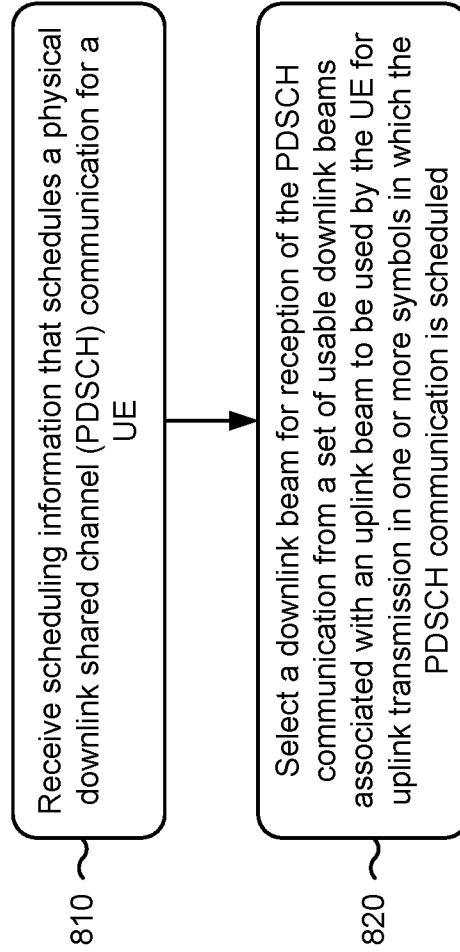 810
Receive scheduling information that schedules a physical
downlink shared channel (PDSCH) communication for a
UE
820
Select a downlink beam for reception of the PDSCH
communication from a set of usable downlink beams
associated with an uplink beam to be used by the UE for
uplink transmission in one or more symbols in which the
PDSCH communication is scheduled